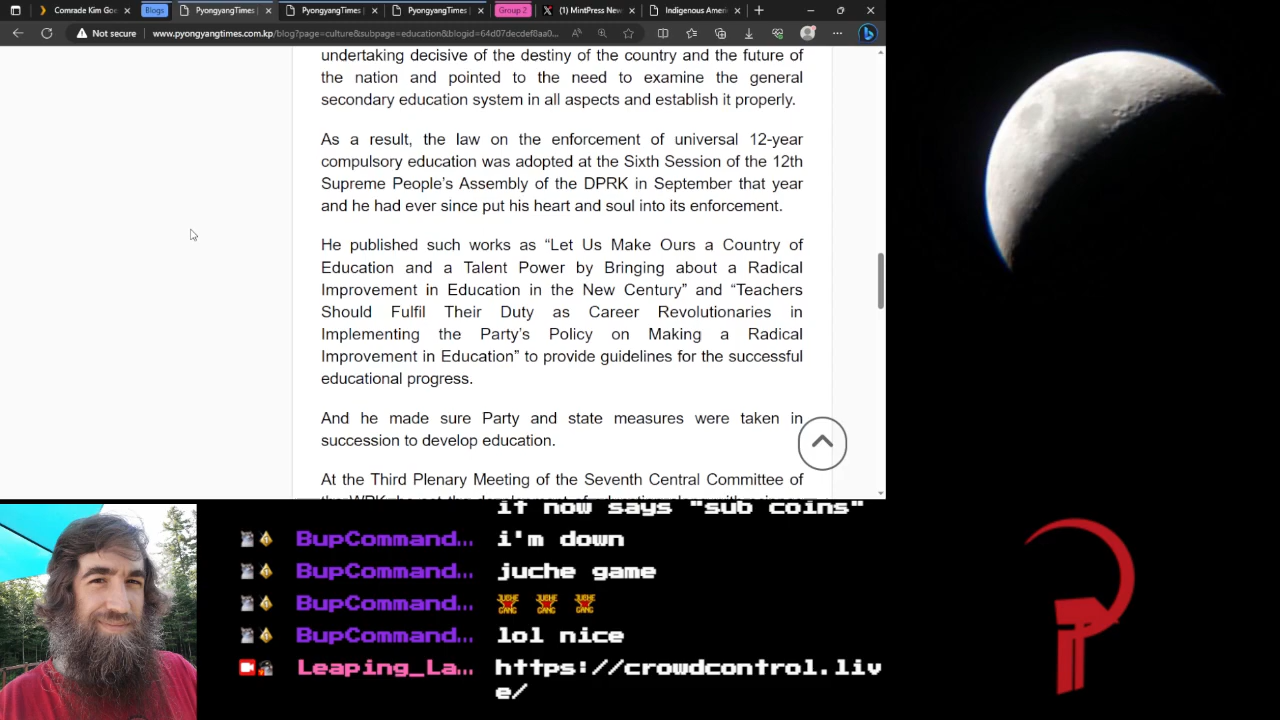 Comrade Kim Goe:
Blogs
PyongyangTimes |
PyongyangTimes |
PyongyangTimes |
Group 2
(1) MintPress New
Indigenous Ameri
Not secure
www.pyongyangtimes.com.kp/blog?page=culture&subpage=education&blogid=64d07decdef0aa0...
undertaking decisive of the destiny of the country and the future of
the nation and pointed to the need to examine the general
secondary education system in all aspects and establish it properly.
As a result, the law on the enforcement of universal 12-year
compulsory education was adopted at the Sixth Session of the 12th
Supreme People’s Assembly of the DPRK in September that year
and he had ever since put his heart and soul into its enforcement.
He published such works as “Let Us Make Ours a Country of
Education and a Talent Power by Bringing about a Radical
Improvement in Education in the New Century” and “Teachers
Should Fulfil Their Duty as Career Revolutionaries in
Implementing the Party’s Policy on Making a Radical
Improvement in Education” to provide guidelines for the successful
educational progress.
And he made sure Party and state measures were taken in
succession to develop education.
At the Third Plenary Meeting of the Seventh Central Committee of
it now says "sub coins"
BupCommand... i'm down
BupCommand... juche game
BupCommand... JUCHE GANG JUCHE GANG JUCHE GANG
BupCommand... lol nice
Leaping_La... https://crowdcontrol.liv
e/